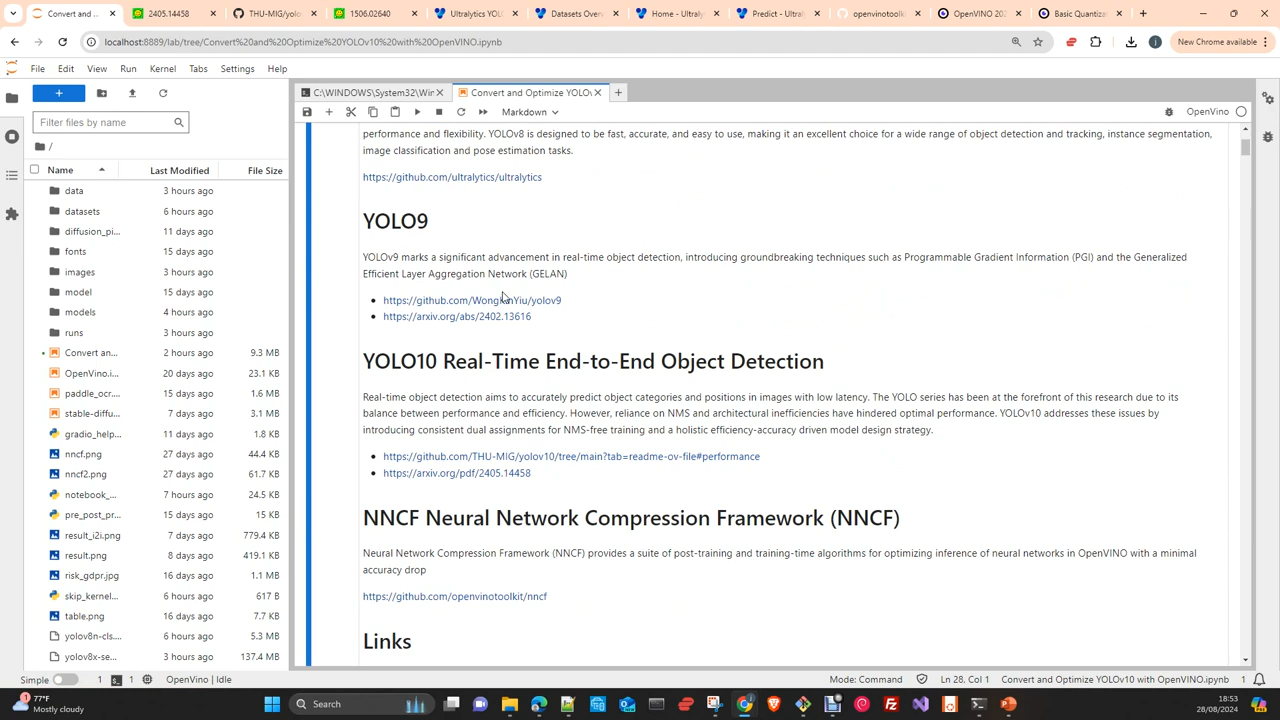 Convert and
2405.14458
THU-MIG/yolo
1506.02640
Ultralytics YOL
Datasets Over
Home - Ultraly
Predict - Ultral
openvinotoolk
OpenVINO 202
Basic Quantiz
localhost:8889/lab/tree/Convert%20and%20Optimize%20YOLOv10%20with%20OpenVINO.ipynb
New Chrome available
File Edit View Run Kernel Tabs Settings Help
C:\WINDOWS\System32\Wir
Convert and Optimize YOLO
Filter files by name
Markdown
OpenVino
/
Name Last Modified File Size
data 3 hours ago
datasets 6 hours ago
diffusion_pi... 11 days ago
fonts 15 days ago
images 3 hours ago
model 15 days ago
models 4 hours ago
runs 3 hours ago
Convert an... 2 hours ago 9.3 MB
OpenVino.i... 20 days ago 23.1 KB
paddle_ocr.... 15 days ago 1.6 MB
stable-diffu... 7 days ago 3.1 MB
gradio_help... 11 days ago 1.8 KB
nncf.png 27 days ago 44.4 KB
nncf2.png 27 days ago 61.7 KB
notebook_... 7 hours ago 24.5 KB
pre_post_pr... 15 days ago 15 KB
result_i2i.png 7 days ago 779.4 KB
result.png 8 days ago 419.1 KB
risk_gdpr.jpg 16 days ago 1.1 MB
skip_kernel... 6 hours ago 617 B
table.png 16 days ago 7.7 KB
yolov8n-cls.... 6 hours ago 5.3 MB
yolov8x-se... 3 hours ago 137.4 MB
performance and flexibility. YOLOv8 is designed to be fast, accurate, and easy to use, making it an excellent choice for a wide range of object detection and tracking, instance segmentation,
image classification and pose estimation tasks.
https://github.com/ultralytics/ultralytics
YOLO9
YOLOv9 marks a significant advancement in real-time object detection, introducing groundbreaking techniques such as Programmable Gradient Information (PGI) and the Generalized
Efficient Layer Aggregation Network (GELAN)
https://github.com/WongKinYiu/yolov9
https://arxiv.org/abs/2402.13616
YOLO10 Real-Time End-to-End Object Detection
Real-time object detection aims to accurately predict object categories and positions in images with low latency. The YOLO series has been at the forefront of this research due to its
balance between performance and efficiency. However, reliance on NMS and architectural inefficiencies have hindered optimal performance. YOLOv10 addresses these issues by
introducing consistent dual assignments for NMS-free training and a holistic efficiency-accuracy driven model design strategy.
https://github.com/THU-MIG/yolov10/tree/main?tab=readme-ov-file#performance
https://arxiv.org/pdf/2405.14458
NNCF Neural Network Compression Framework (NNCF)
Neural Network Compression Framework (NNCF) provides a suite of post-training and training-time algorithms for optimizing inference of neural networks in OpenVINO with a minimal
accuracy drop
https://github.com/openvinotoolkit/nncf
Links
Simple 1 1 OpenVino | Idle
Mode: Command Ln 28, Col 1 Convert and Optimize YOLOv10 with OpenVINO.ipynb 1
77°F
Mostly cloudy
Search
18:53
28/08/2024